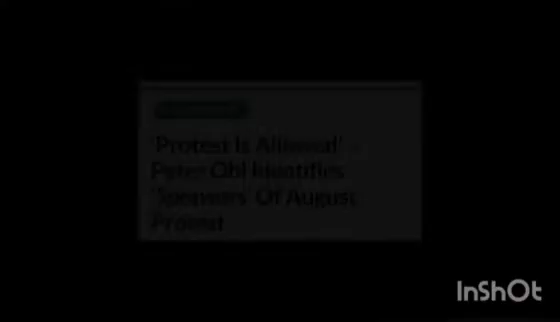 'Protest Is Allowed' –
Peter Obi Identifies
'Sponsors' Of August
Protest
InShOt